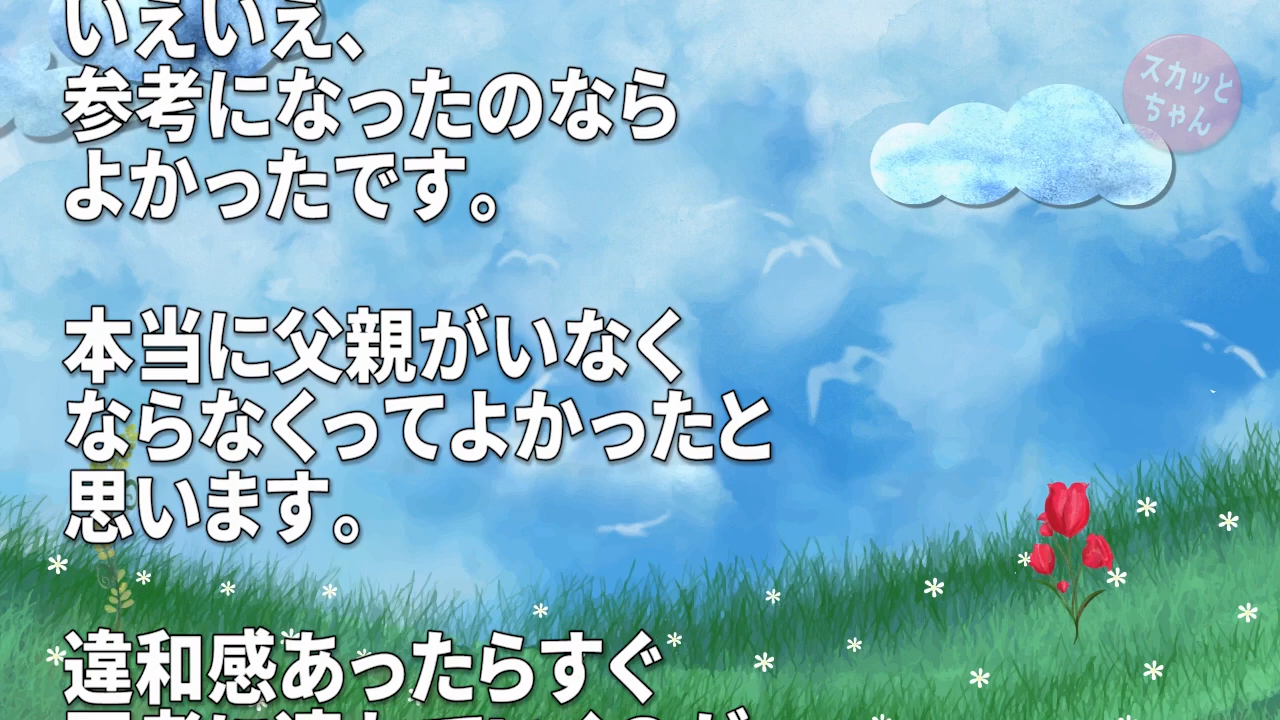 いえいえ、
参考になったのなら
よかったです。
本当に父親がいなく
ならなくってよかったと
思います。
違和感あったらすぐ
スカッと
ちゃん